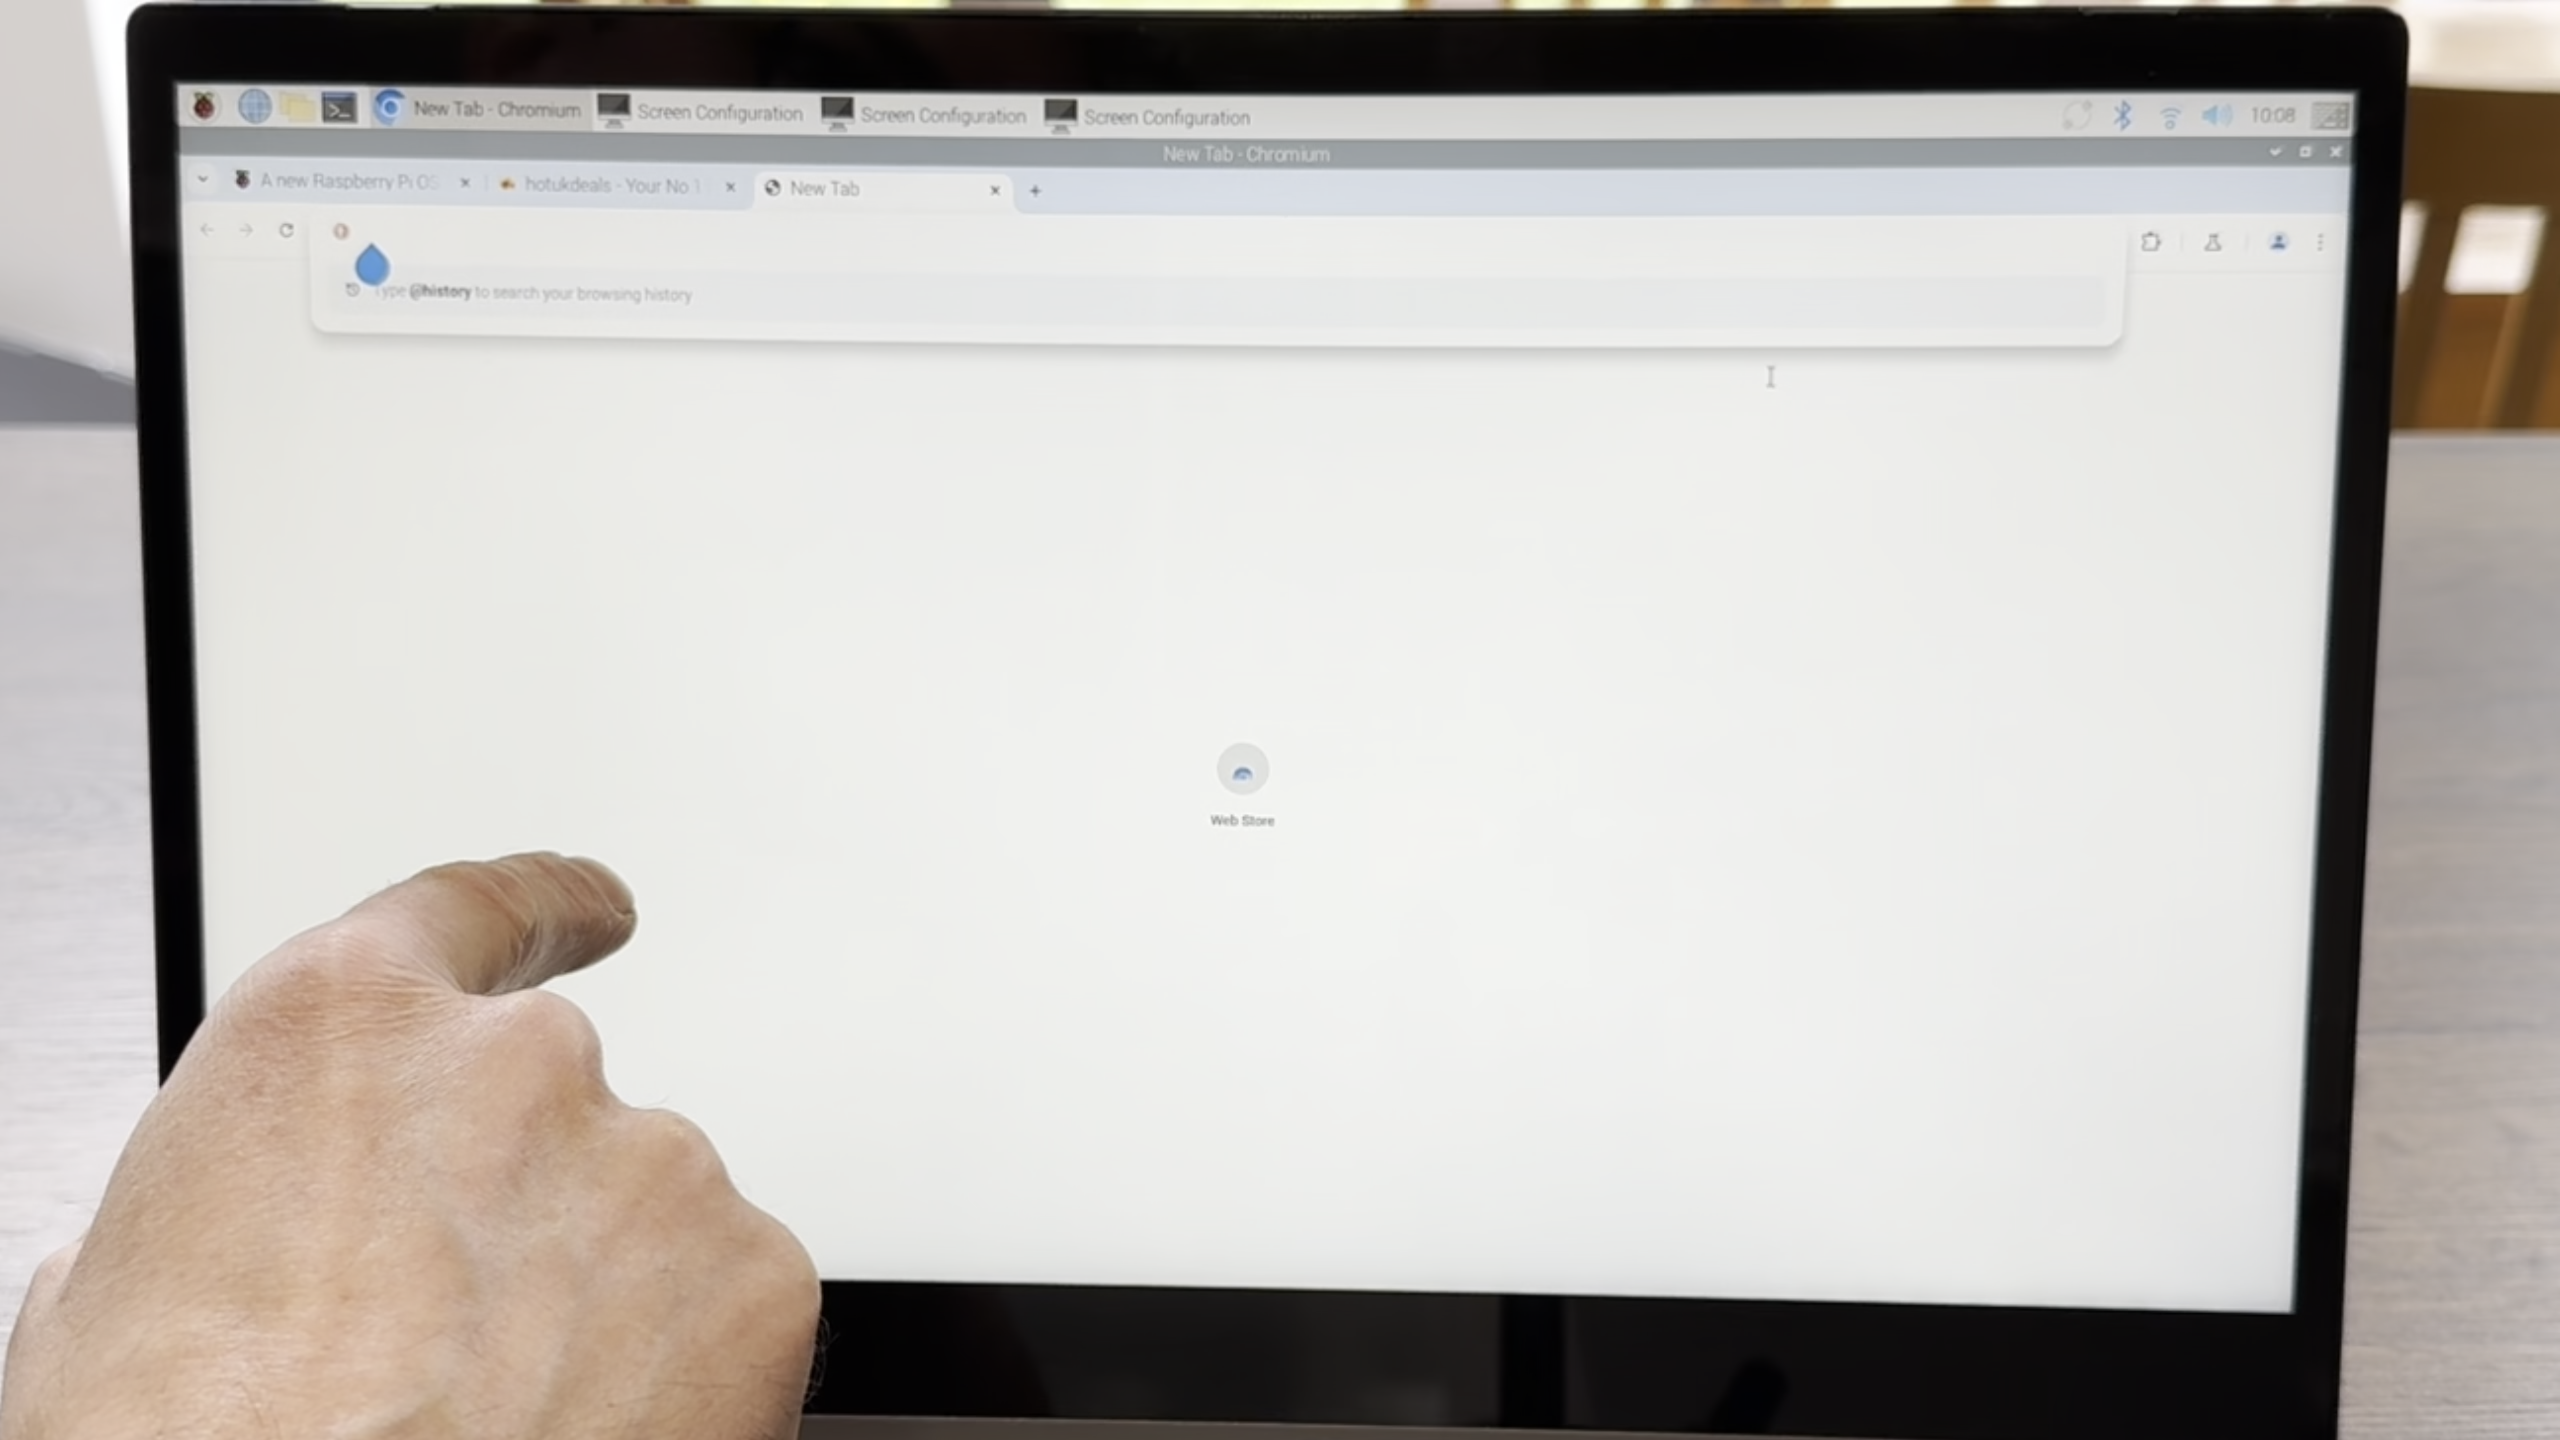 New Tab - Chromium Screen Configuration Screen Configuration Screen Configuration 10:08
New Tab - Chromium
A new Raspberry Pi OS hotukdeals - Your No 1 New Tab
ype @history to search your browsing history
Web Store